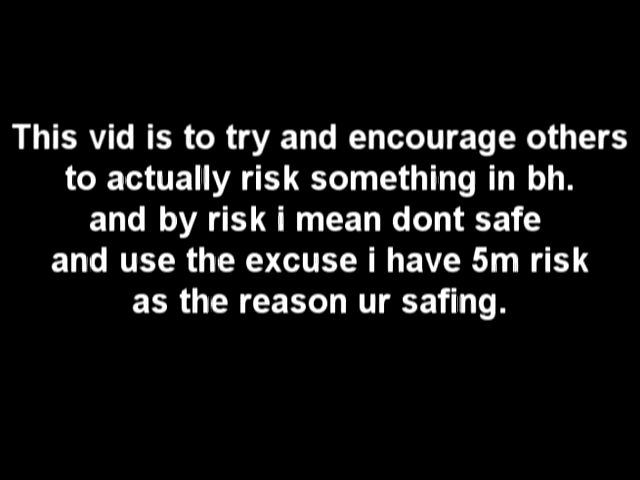 This vid is to try and encourage others
to actually risk something in bh.
and by risk i mean dont safe
and use the excuse i have 5m risk
as the reason ur safing.